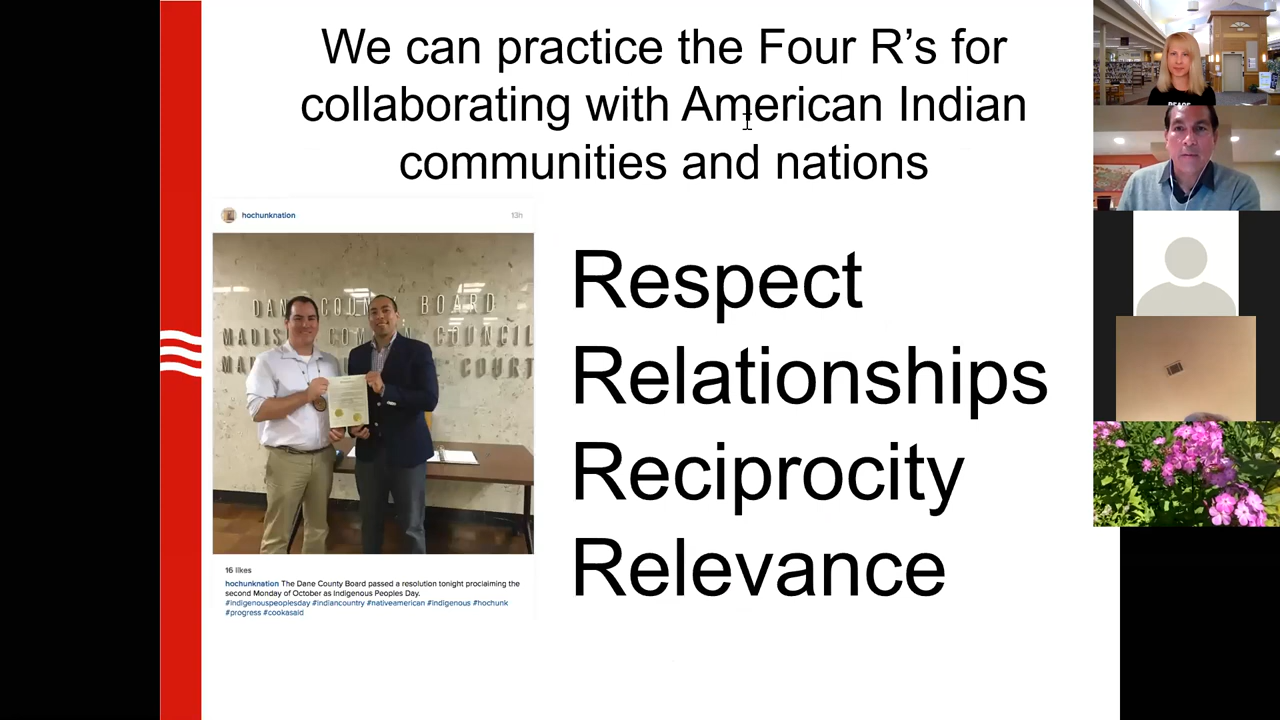 We can practice the Four R's for
collaborating with American Indian
communities and nations
hochunknation
13h
DANE COUNTY BOARD
MADISON COMMON COUNCIL
COURT
Respect
Relationships
Reciprocity
Relevance
16 likes
hochunknation The Dane County Board passed a resolution tonight proclaiming the
second Monday of October as Indigenous Peoples Day.
#indigenouspeoplesday #indiancountry #nativeamerican #indigenous #hochunk
#progress #cookasaid
PEACE